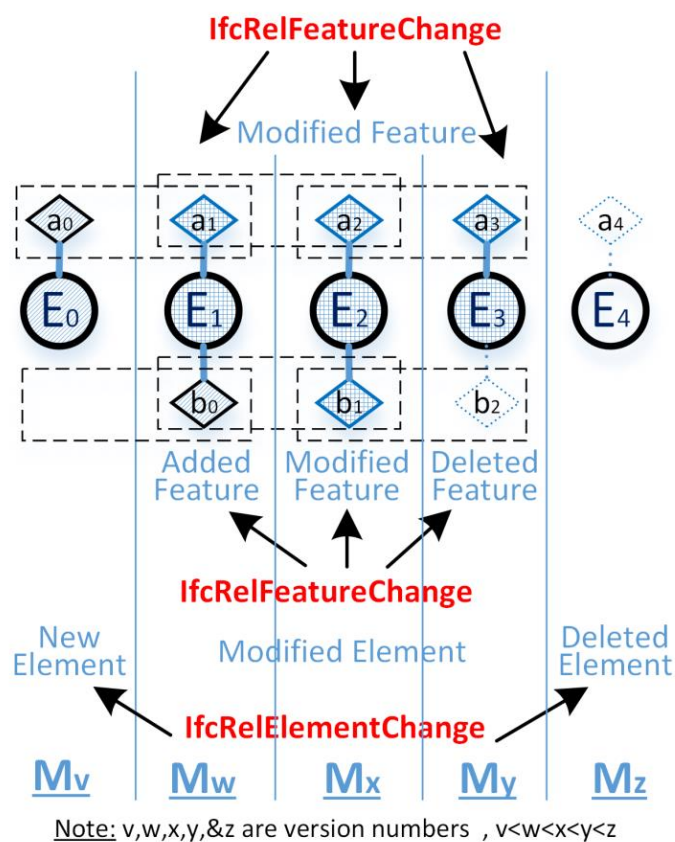 IfcRelFeatureChange
Modified Feature
a0 a1 a2 a3 a4
E0 E1 E2 E3 E4
b0 b1 b2
Added Modified Deleted
Feature Feature Feature
IfcRelFeatureChange
New Deleted
Element Modified Element Element
IfcRelElementChange
Mv Mw Mx My Mz
Note: v,w,x,y,&z are version numbers , v<w<x<y<z